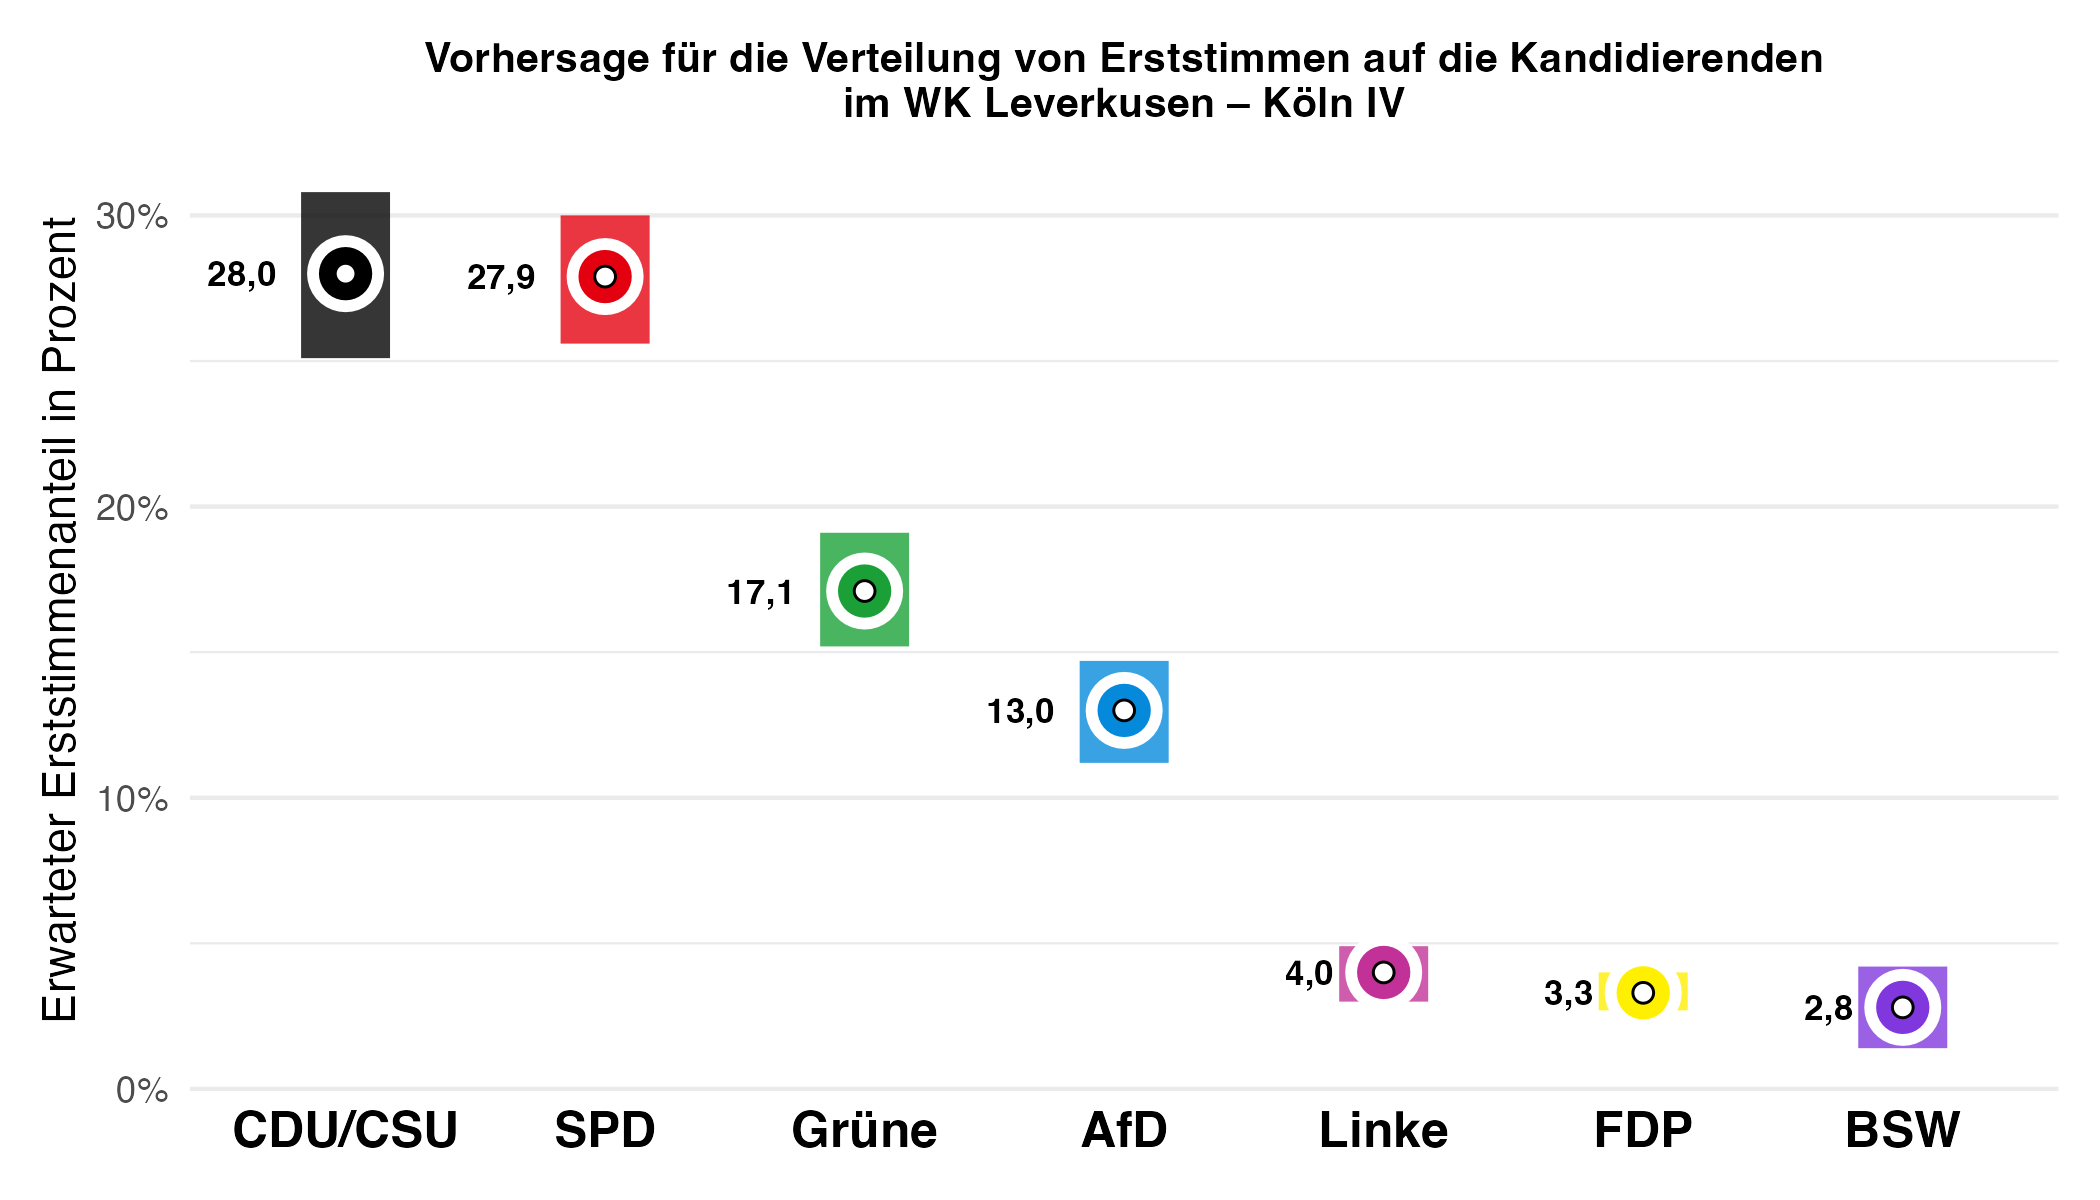 Vorhersage für die Verteilung von Erststimmen auf die Kandidierenden
im WK Leverkusen – Köln IV
Erwarteter Erststimmenanteil in Prozent
30%
20%
10%
0%
28,0
27,9
17,1
13,0
4,0
3,3
2,8
CDU/CSU
SPD
Grüne
AfD
Linke
FDP
BSW